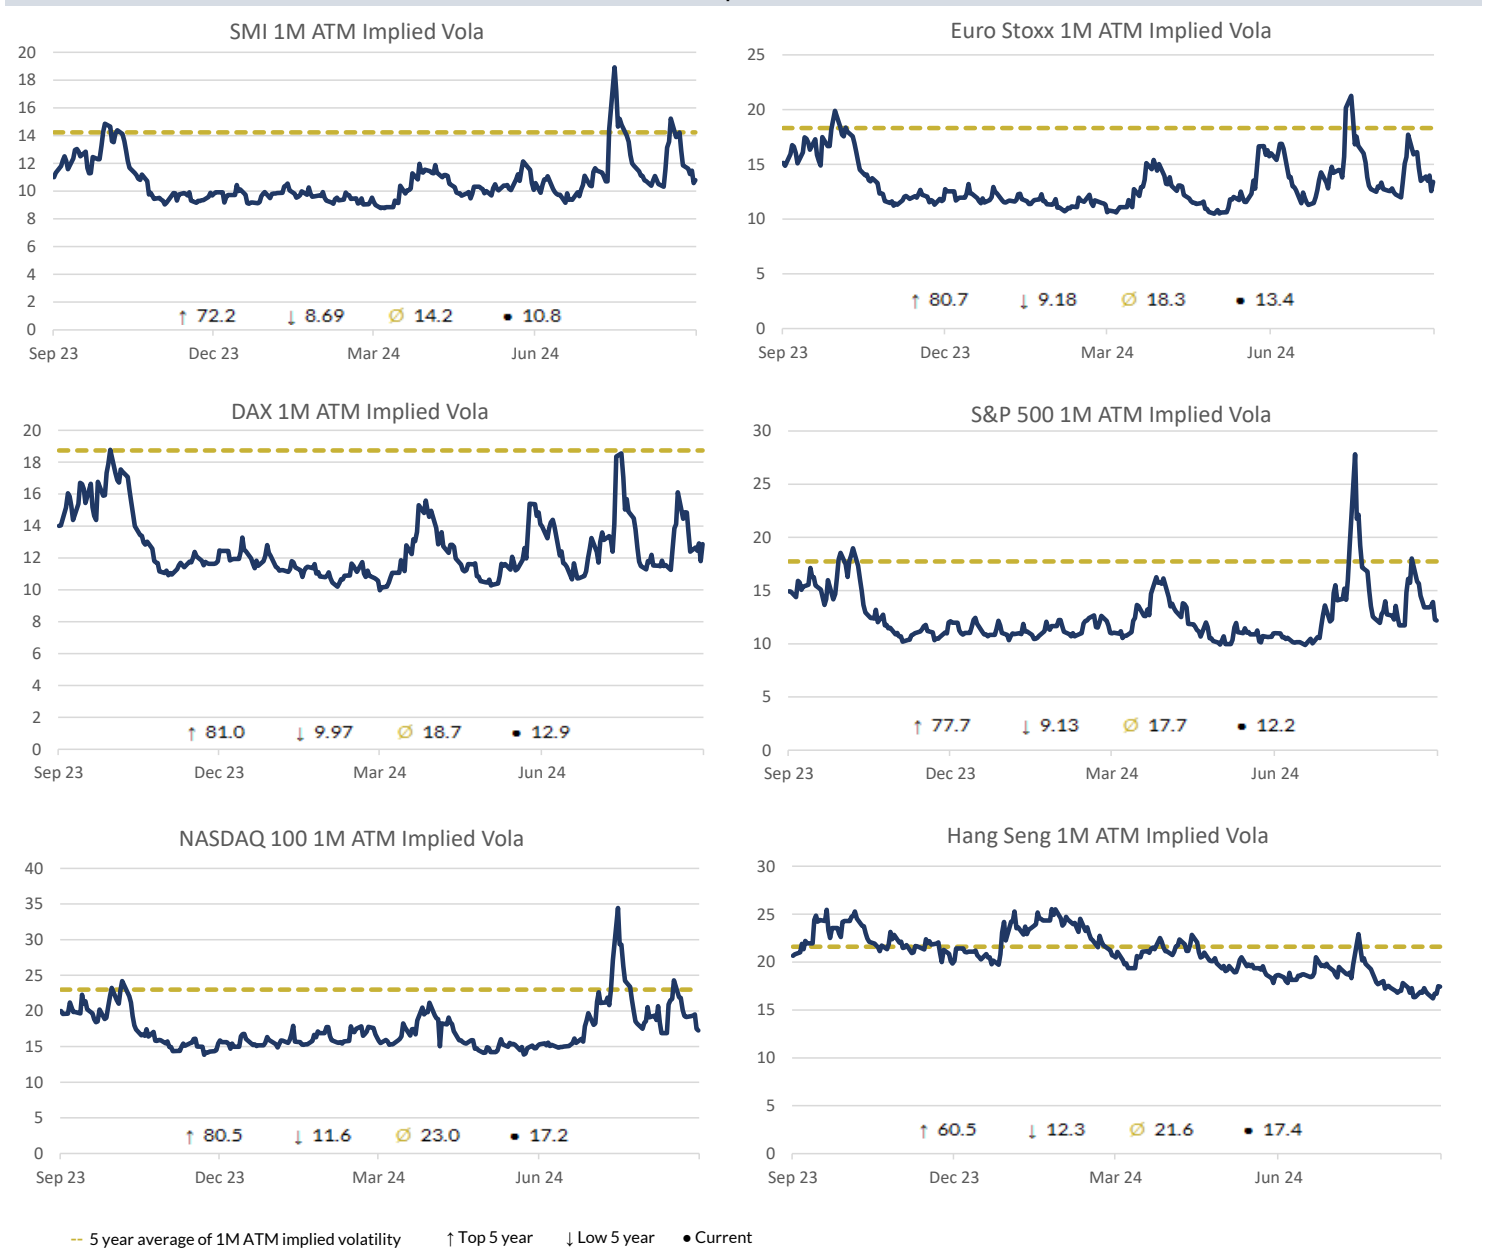 SMI 1M ATM Implied Vola
20
18
16
14
12
10
8
6
4
2
0
↑ 72.2 ↓ 8.69 Ø 14.2 ● 10.8
Sep 23 Dec 23 Mar 24 Jun 24
Euro Stoxx 1M ATM Implied Vola
25
20
15
10
5
0
↑ 80.7 ↓ 9.18 Ø 18.3 ● 13.4
Sep 23 Dec 23 Mar 24 Jun 24
DAX 1M ATM Implied Vola
20
18
16
14
12
10
8
6
4
2
0
↑ 81.0 ↓ 9.97 Ø 18.7 ● 12.9
Sep 23 Dec 23 Mar 24 Jun 24
S&P 500 1M ATM Implied Vola
30
25
20
15
10
5
0
↑ 77.7 ↓ 9.13 Ø 17.7 ● 12.2
Sep 23 Dec 23 Mar 24 Jun 24
NASDAQ 100 1M ATM Implied Vola
40
35
30
25
20
15
10
5
0
↑ 80.5 ↓ 11.6 Ø 23.0 ● 17.2
Sep 23 Dec 23 Mar 24 Jun 24
Hang Seng 1M ATM Implied Vola
30
25
20
15
10
5
0
↑ 60.5 ↓ 12.3 Ø 21.6 ● 17.4
Sep 23 Dec 23 Mar 24 Jun 24
-- 5 year average of 1M ATM implied volatility ↑ Top 5 year ↓ Low 5 year ● Current